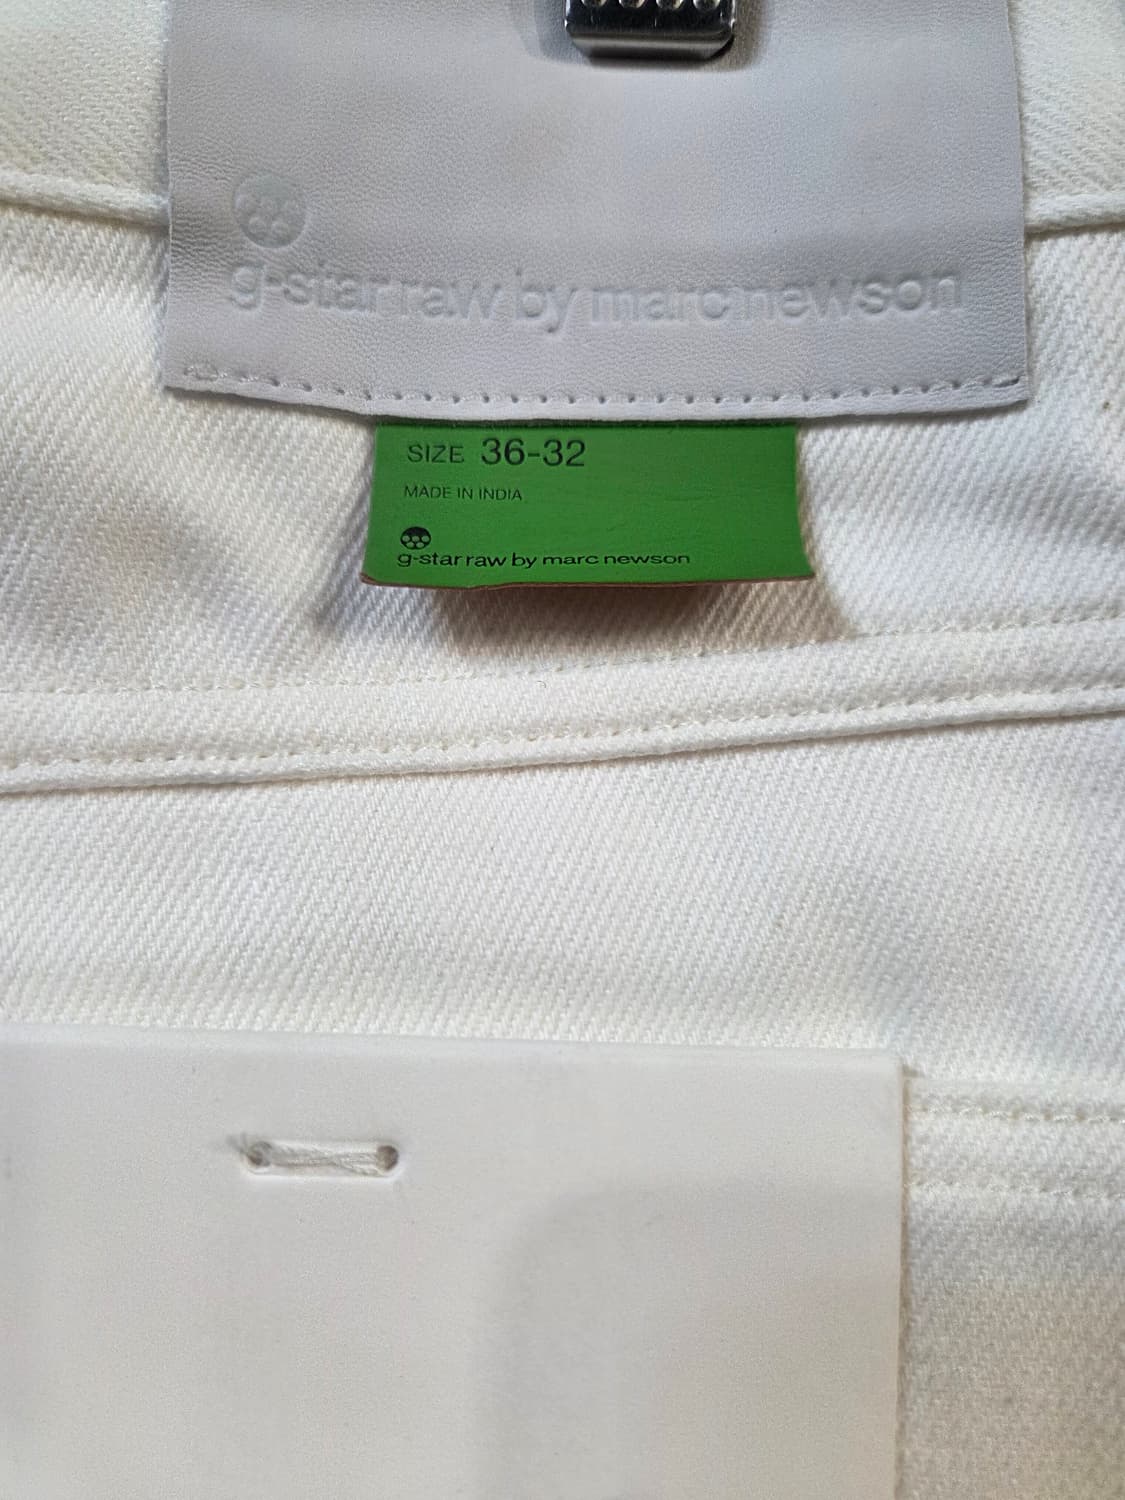 g-star raw by marc newson
SIZE 36-32
MADE IN INDIA
g-star raw by marc newson